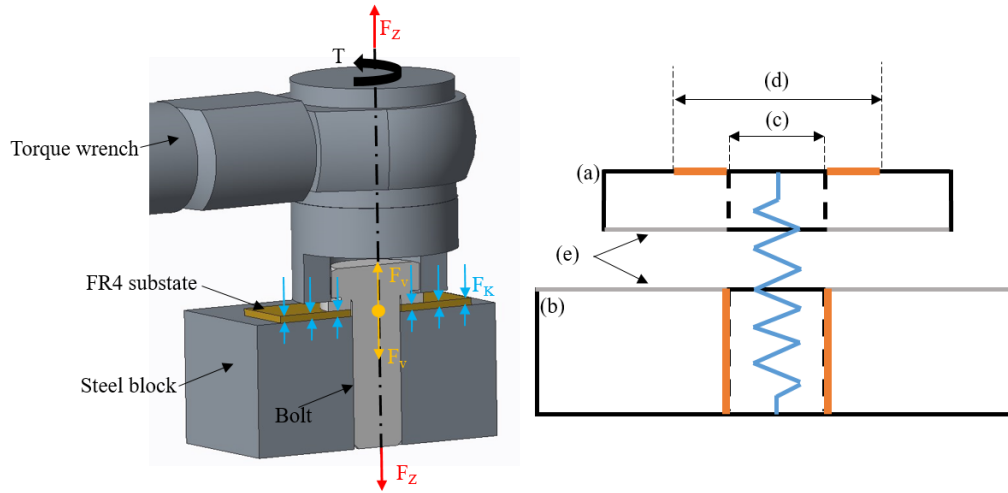 F_Z
T
Torque wrench
FR4 substate
F_v
F_K
F_v
Steel block
Bolt
F_Z
(d)
(c)
(a)
(e)
(b)